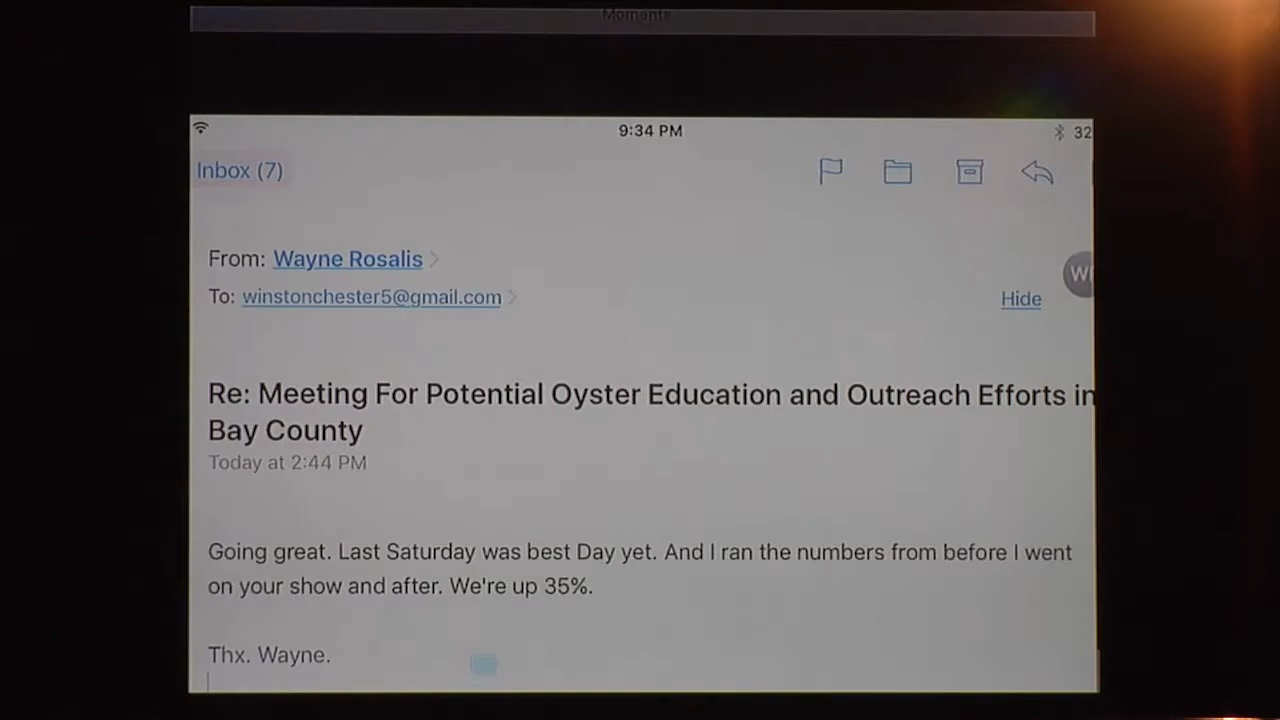 Moments
9:34 PM
32
Inbox (7)
From: Wayne Rosalis
W
To: winstonchester5@gmail.com
Hide
Re: Meeting For Potential Oyster Education and Outreach Efforts in
Bay County
Today at 2:44 PM
Going great. Last Saturday was best Day yet. And I ran the numbers from before I went
on your show and after. We're up 35%.
Thx. Wayne.